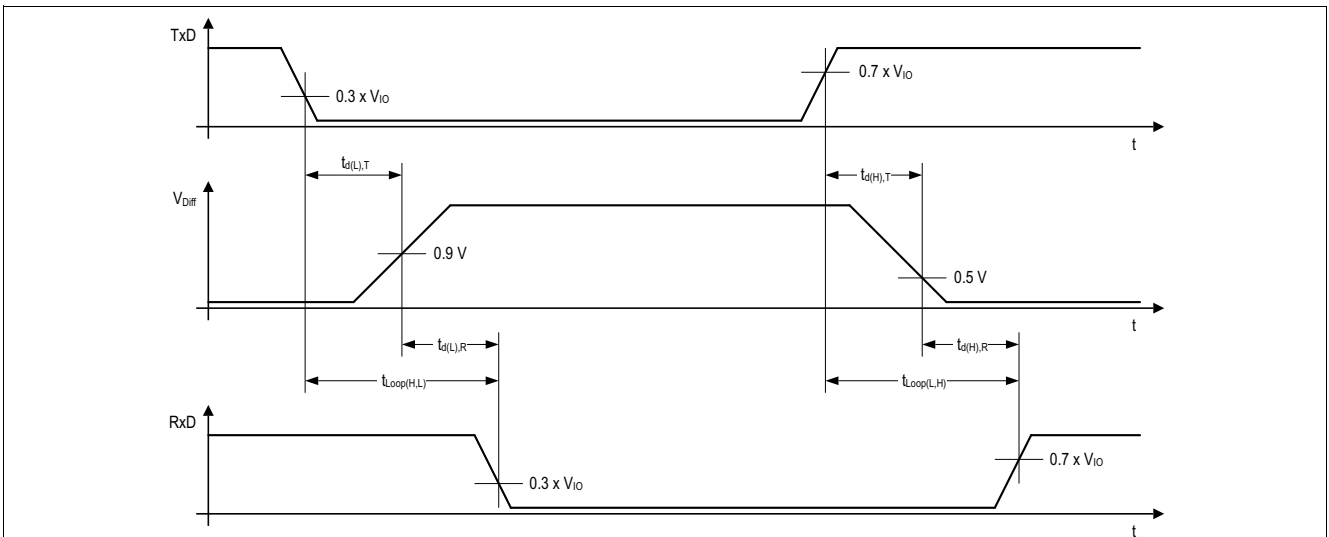 TxD
0.3 x VIO
0.7 x VIO
t
td(L),T
td(H),T
VDiff
0.9 V
0.5 V
t
td(L),R
td(H),R
tLoop(H,L)
tLoop(L,H)
RxD
0.3 x VIO
0.7 x VIO
t